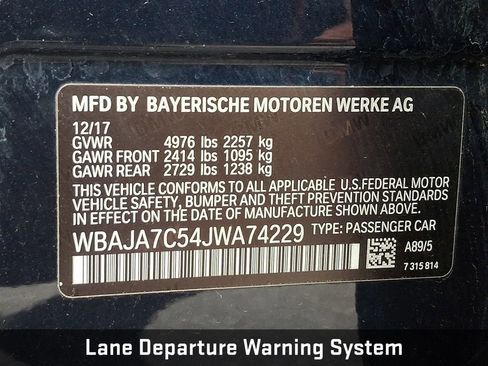 MFD BY BAYERISCHE MOTOREN WERKE AG
12/17
GVWR 4976 lbs 2257 kg
GAWR FRONT 2414 lbs 1095 kg
GAWR REAR 2729 lbs 1238 kg
THIS VEHICLE CONFORMS TO ALL APPLICABLE U.S.FEDERAL MOTOR
VEHICLE SAFETY, BUMPER AND THEFT PREVENTION STANDARDS
IN EFFECT ON THE DATE OF MANUFACTURE SHOWN ABOVE.
WBAJA7C54JWA74229 TYPE: PASSENGER CAR
A89/5
7 315 814
Lane Departure Warning System